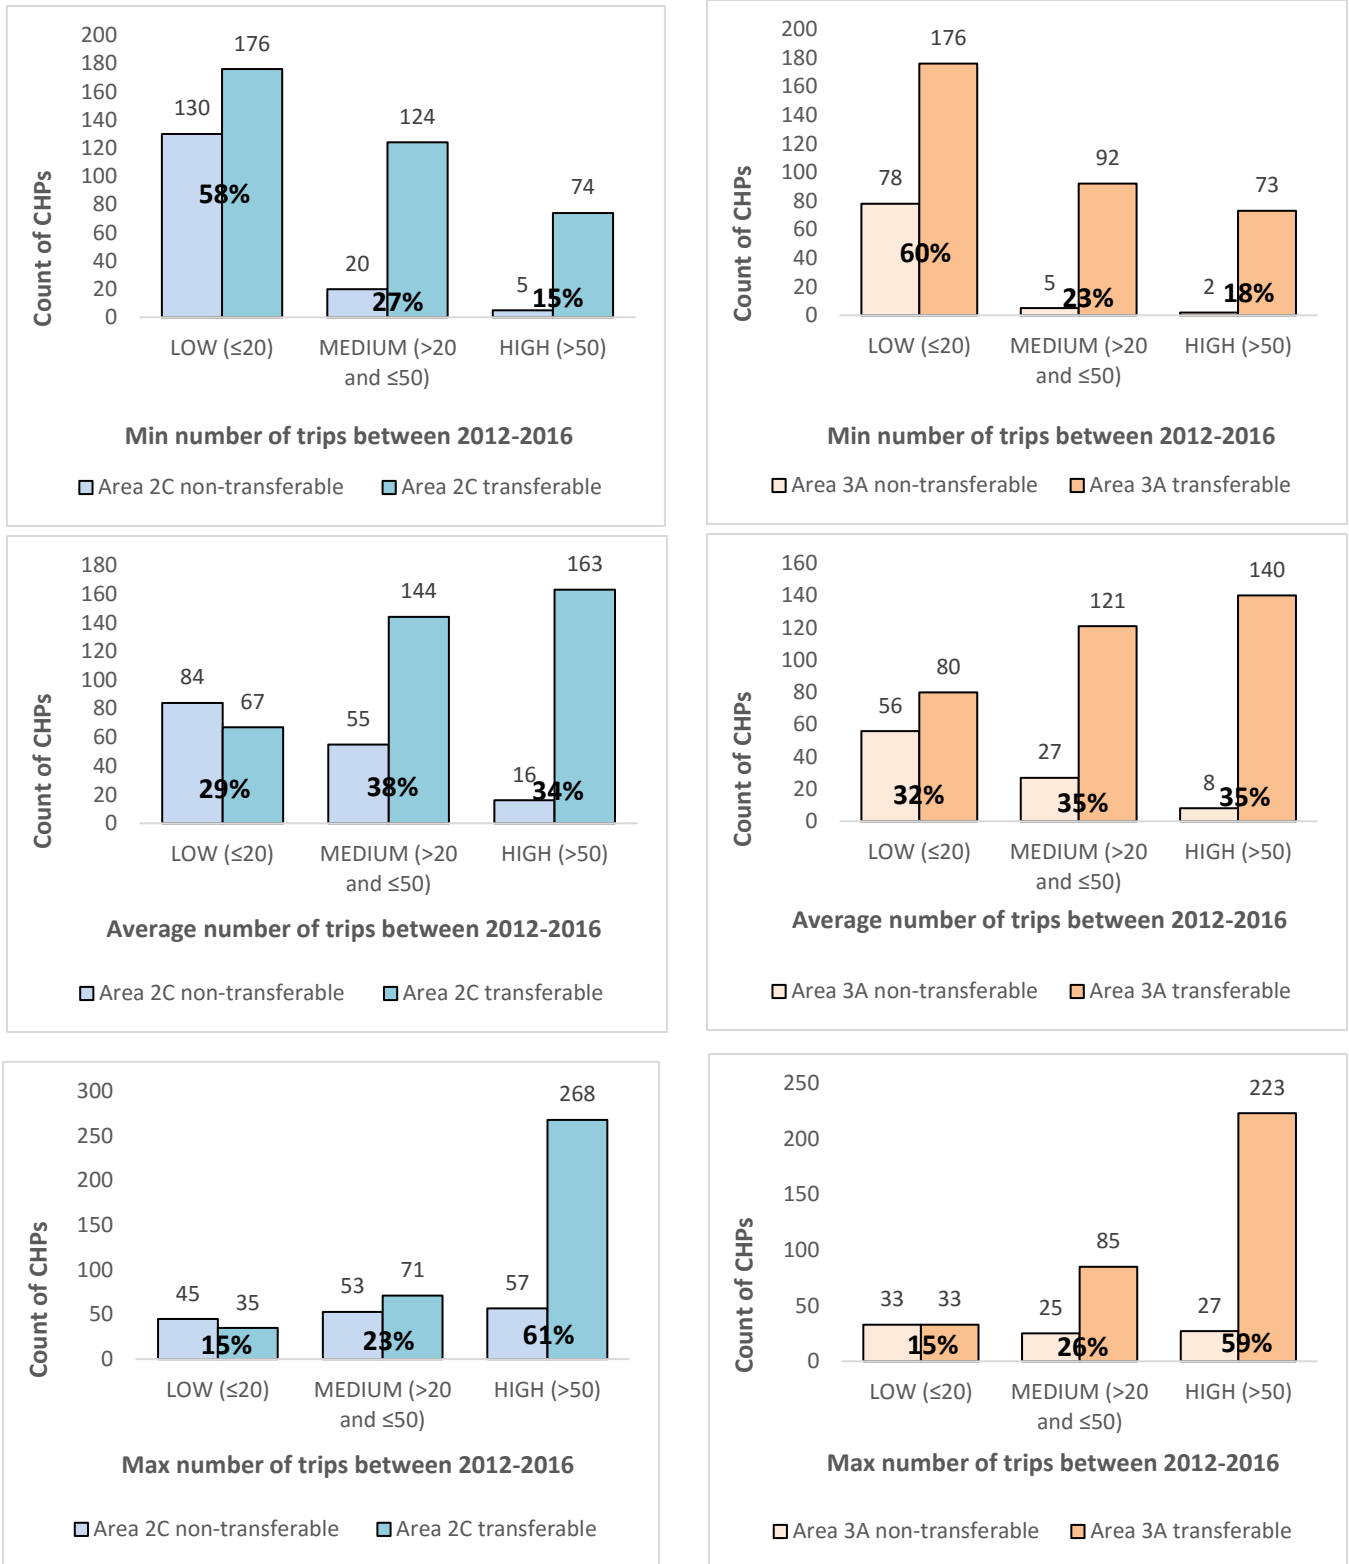 200
180
160
140
120
100
80
60
40
20
0
Count of CHPs
130
176
58%
20
124
27%
5
74
15%
LOW (≤20)
MEDIUM (>20
and ≤50)
HIGH (>50)
Min number of trips between 2012-2016
Area 2C non-transferable
Area 2C transferable
200
180
160
140
120
100
80
60
40
20
0
Count of CHPs
78
176
60%
5
92
23%
2
73
18%
LOW (≤20)
MEDIUM (>20
and ≤50)
HIGH (>50)
Min number of trips between 2012-2016
Area 3A non-transferable
Area 3A transferable
180
160
140
120
100
80
60
40
20
0
Count of CHPs
84
67
29%
55
144
38%
16
163
34%
LOW (≤20)
MEDIUM (>20
and ≤50)
HIGH (>50)
Average number of trips between 2012-2016
Area 2C non-transferable
Area 2C transferable
160
140
120
100
80
60
40
20
0
Count of CHPs
56
80
32%
27
121
35%
8
140
35%
LOW (≤20)
MEDIUM (>20
and ≤50)
HIGH (>50)
Average number of trips between 2012-2016
Area 3A non-transferable
Area 3A transferable
300
250
200
150
100
50
0
Count of CHPs
45
35
15%
53
71
23%
57
268
61%
LOW (≤20)
MEDIUM (>20
and ≤50)
HIGH (>50)
Max number of trips between 2012-2016
Area 2C non-transferable
Area 2C transferable
250
200
150
100
50
0
Count of CHPs
33
33
15%
25
85
26%
27
223
59%
LOW (≤20)
MEDIUM (>20
and ≤50)
HIGH (>50)
Max number of trips between 2012-2016
Area 3A non-transferable
Area 3A transferable